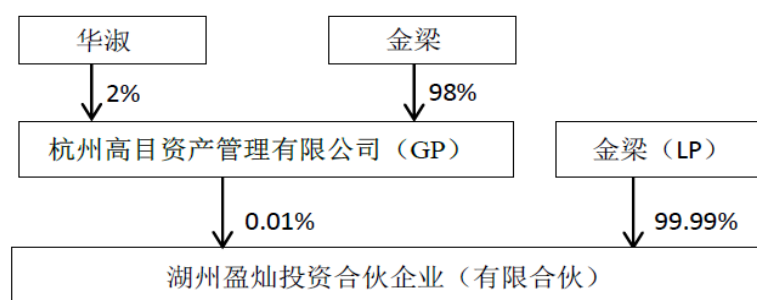 华淑
金梁
2%
98%
杭州高目资产管理有限公司（GP）
金梁（LP）
0.01%
99.99%
湖州盈灿投资合伙企业（有限合伙）